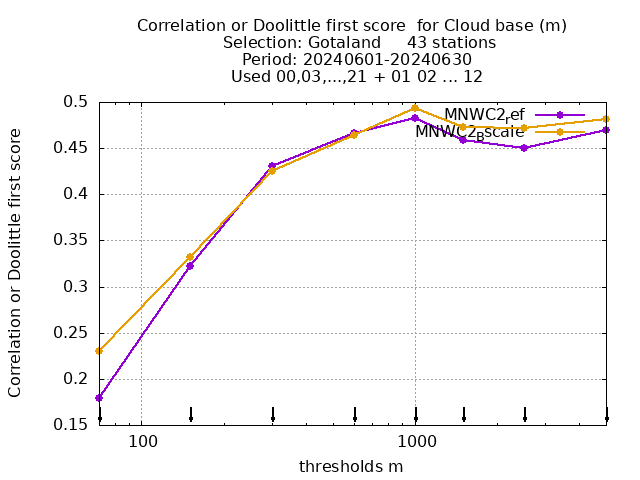 Correlation or Doolittle first score for Cloud base (m)
Selection: Gotaland 43 stations
Period: 20240601-20240630
Used 00,03,...,21 + 01 02 ... 12
Correlation or Doolittle first score
0.5
0.45
0.4
0.35
0.3
0.25
0.2
0.15
MNWC2_ref
MNWC2_Bscale
100 1000
thresholds m